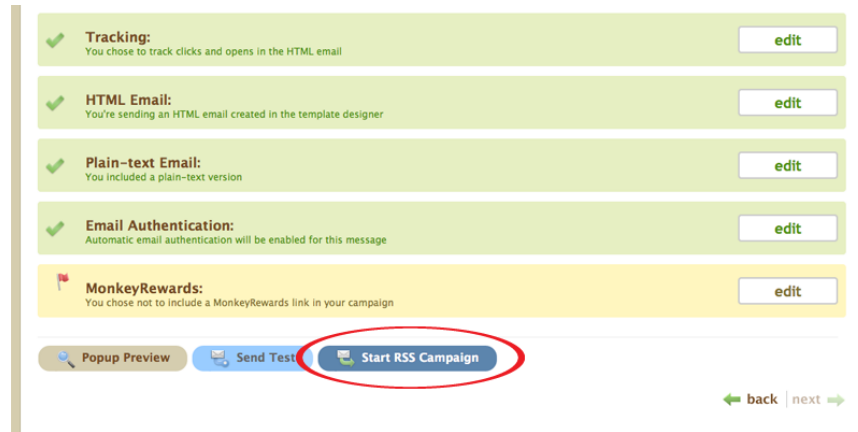 Tracking:
You chose to track clicks and opens in the HTML email
edit
HTML Email:
You're sending an HTML email created in the template designer
edit
Plain-text Email:
You included a plain-text version
edit
Email Authentication:
Automatic email authentication will be enabled for this message
edit
MonkeyRewards:
You chose not to include a MonkeyRewards link in your campaign
edit
Popup Preview Send Test Start RSS Campaign
back next